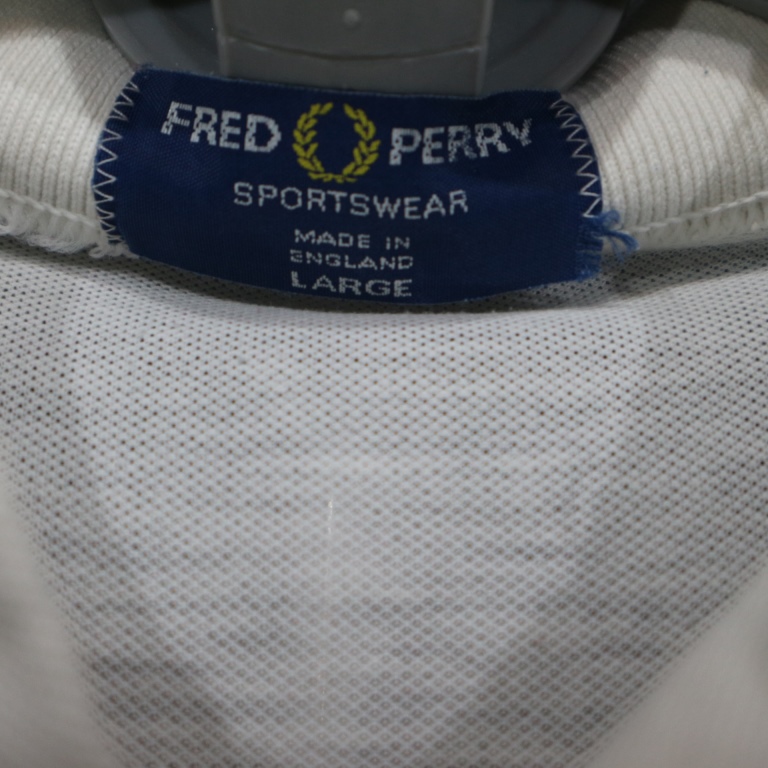 FRED PERRY
SPORTSWEAR
MADE IN
ENGLAND
LARGE